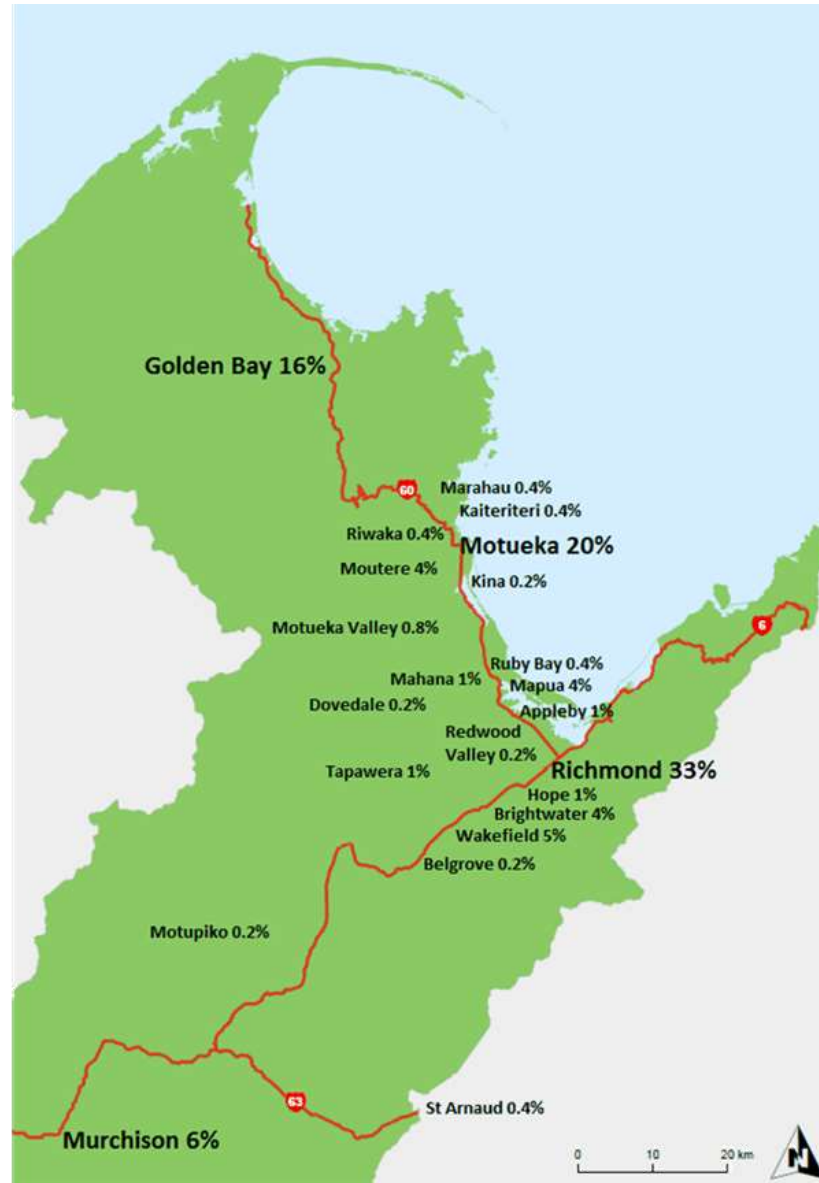 Golden Bay 16%
60
Marahau 0.4%
Kaiteriteri 0.4%
Riwaka 0.4%
Motueka 20%
Moutere 4%
Kina 0.2%
Motueka Valley 0.8%
6
Ruby Bay 0.4%
Mahana 1%
Mapua 4%
Dovedale 0.2%
Appleby 1%
Redwood
Valley 0.2%
Tapawera 1%
Richmond 33%
Hope 1%
Brightwater 4%
Wakefield 5%
Belgrove 0.2%
Motupiko 0.2%
63
St Arnaud 0.4%
Murchison 6%
N
0 10 20 km